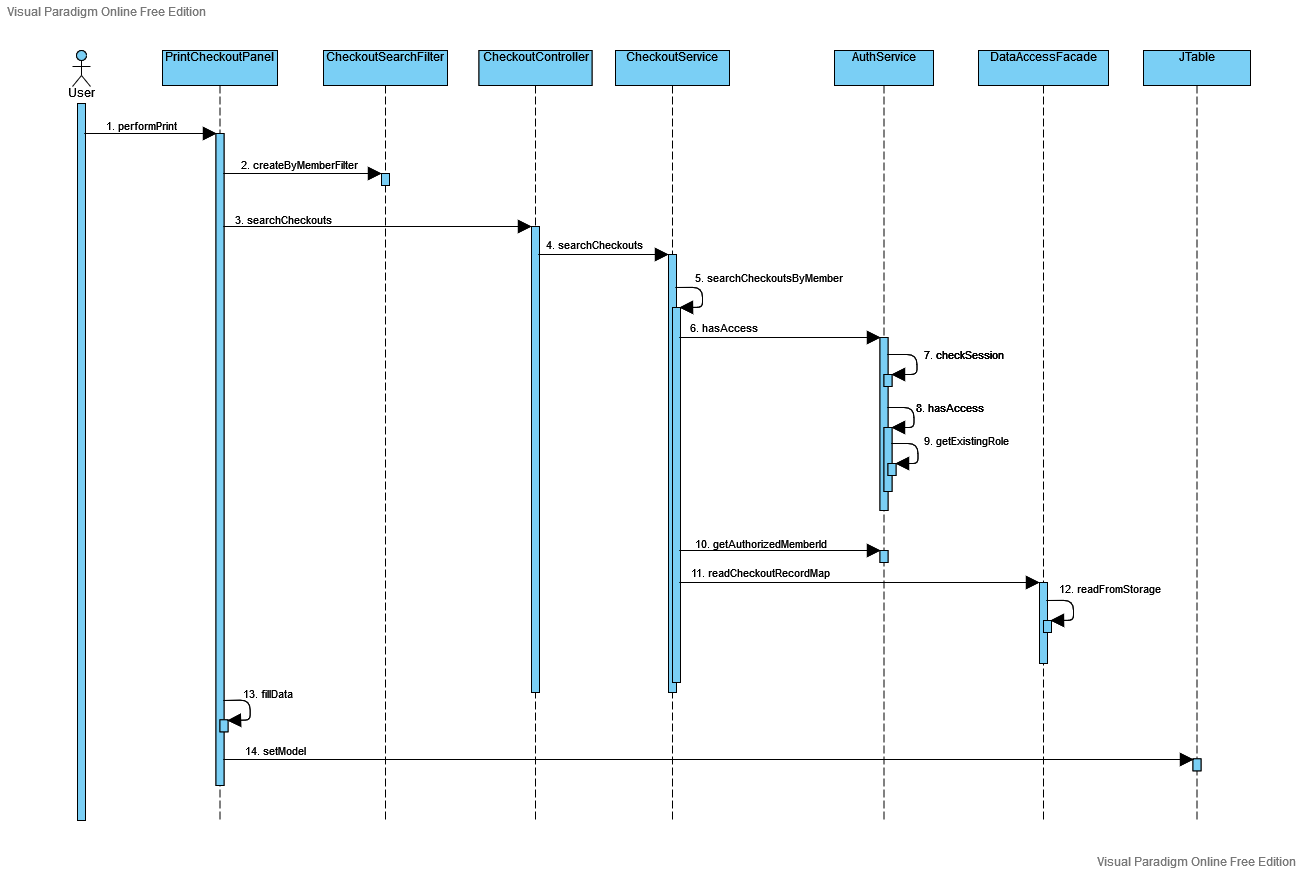 Visual Paradigm Online Free Edition
PrintCheckoutPanel
CheckoutSearchFilter
CheckoutController
CheckoutService
AuthService
DataAccessFacade
JTable
User
1. performPrint
2. createByMemberFilter
3. searchCheckouts
4. searchCheckouts
5. searchCheckoutsByMember
6. hasAccess
7. checkSession
8. hasAccess
9. getExistingRole
10. getAuthorizedMemberId
11. readCheckoutRecordMap
12. readFromStorage
13. fillData
14. setModel
Visual Paradigm Online Free Edition